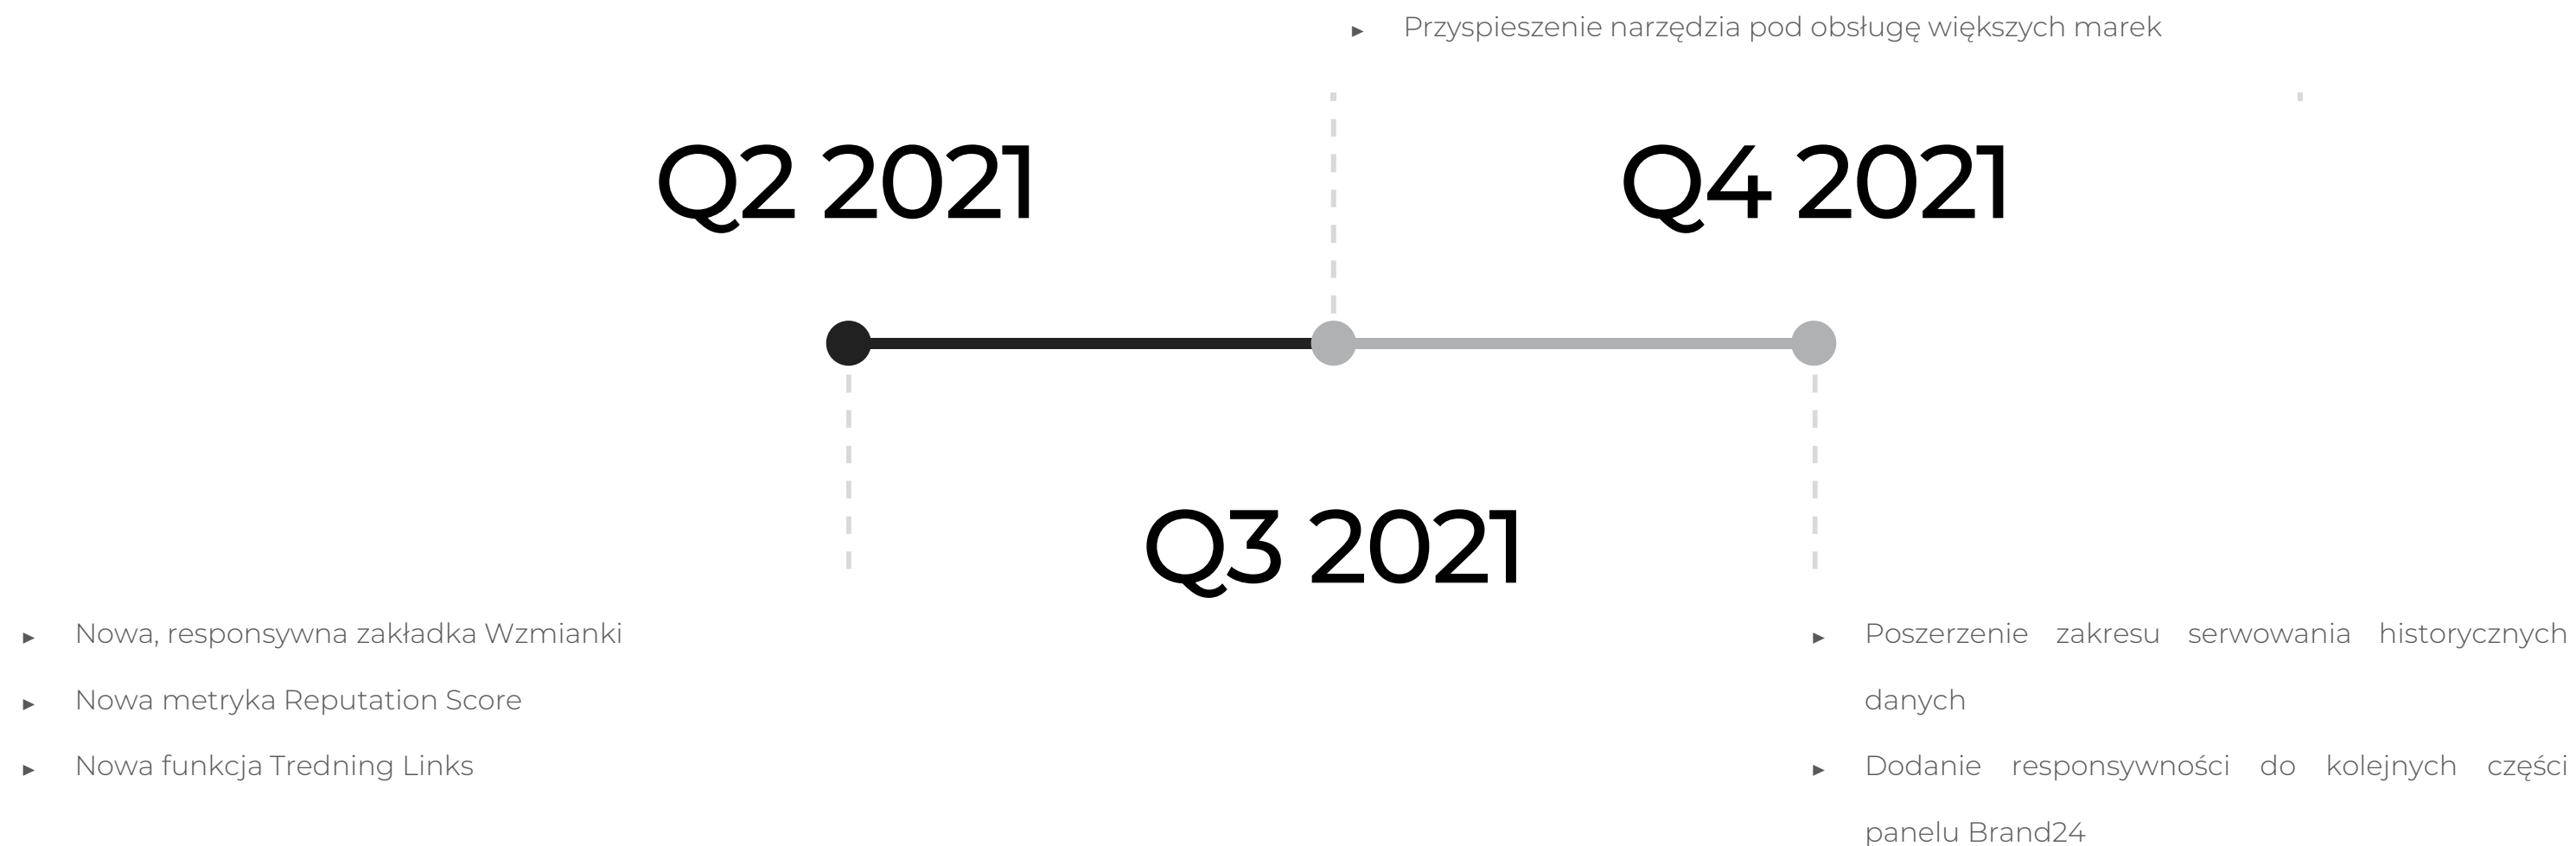 Przyspieszenie narzędzia pod obsługę większych marek
Q2 2021
Q4 2021
Q3 2021
Nowa, responsywna zakładka Wzmianki
Nowa metryka Reputation Score
Nowa funkcja Tredning Links
Poszerzenie zakresu serwowania historycznych
danych
Dodanie responsywności do kolejnych części
panelu Brand24